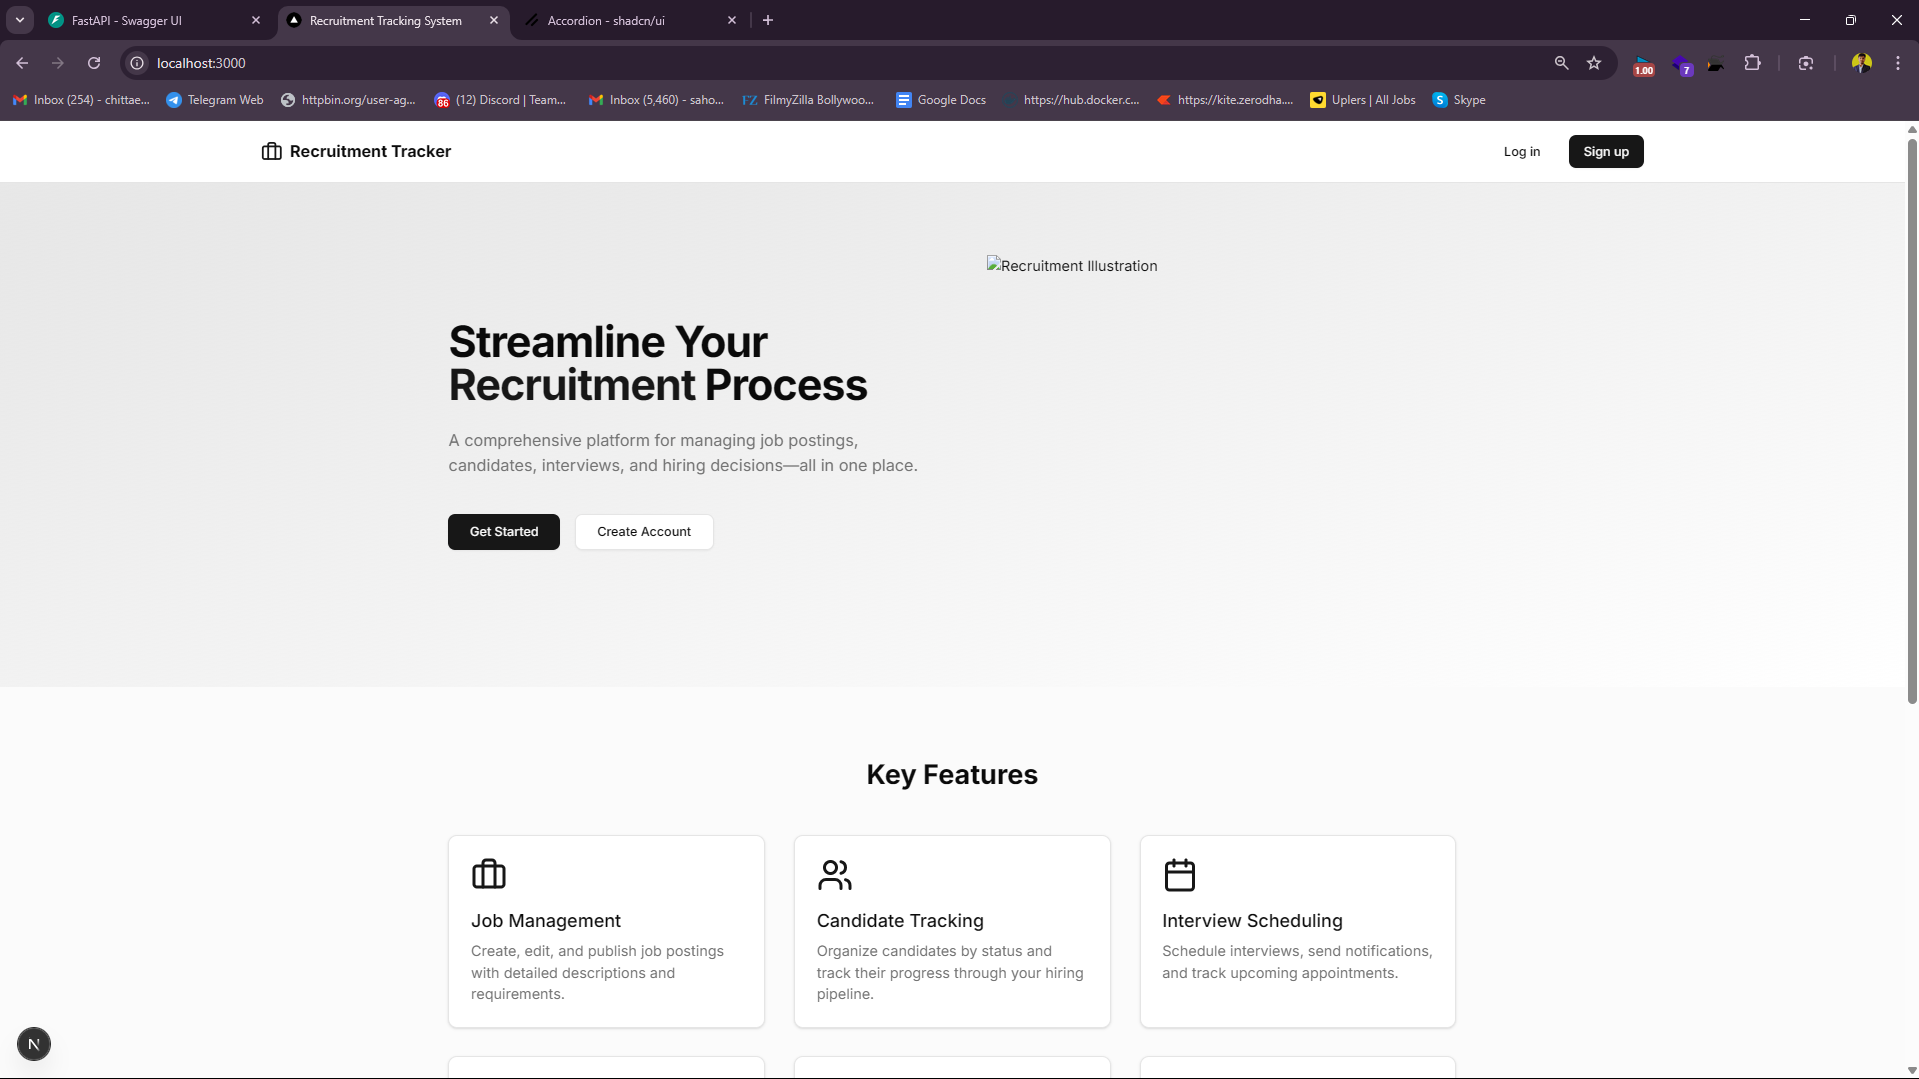 FastAPI - Swagger UI
Recruitment Tracking System
Accordion - shadcn/ui
localhost:3000
1.00
7
Inbox (254) - chittae...
Telegram Web
httpbin.org/user-ag...
86
(12) Discord | Team...
Inbox (5,460) - saho...
FZ
FilmyZilla Bollywoo...
Google Docs
https://hub.docker.c...
https://kite.zerodha....
Uplers | All Jobs
S
Skype
Recruitment Tracker
Log in
Sign up
Recruitment Illustration
Streamline Your
Recruitment Process
A comprehensive platform for managing job postings,
candidates, interviews, and hiring decisions—all in one place.
Get Started
Create Account
Key Features
Job Management
Create, edit, and publish job postings
with detailed descriptions and
requirements.
Candidate Tracking
Organize candidates by status and
track their progress through your hiring
pipeline.
Interview Scheduling
Schedule interviews, send notifications,
and track upcoming appointments.
N